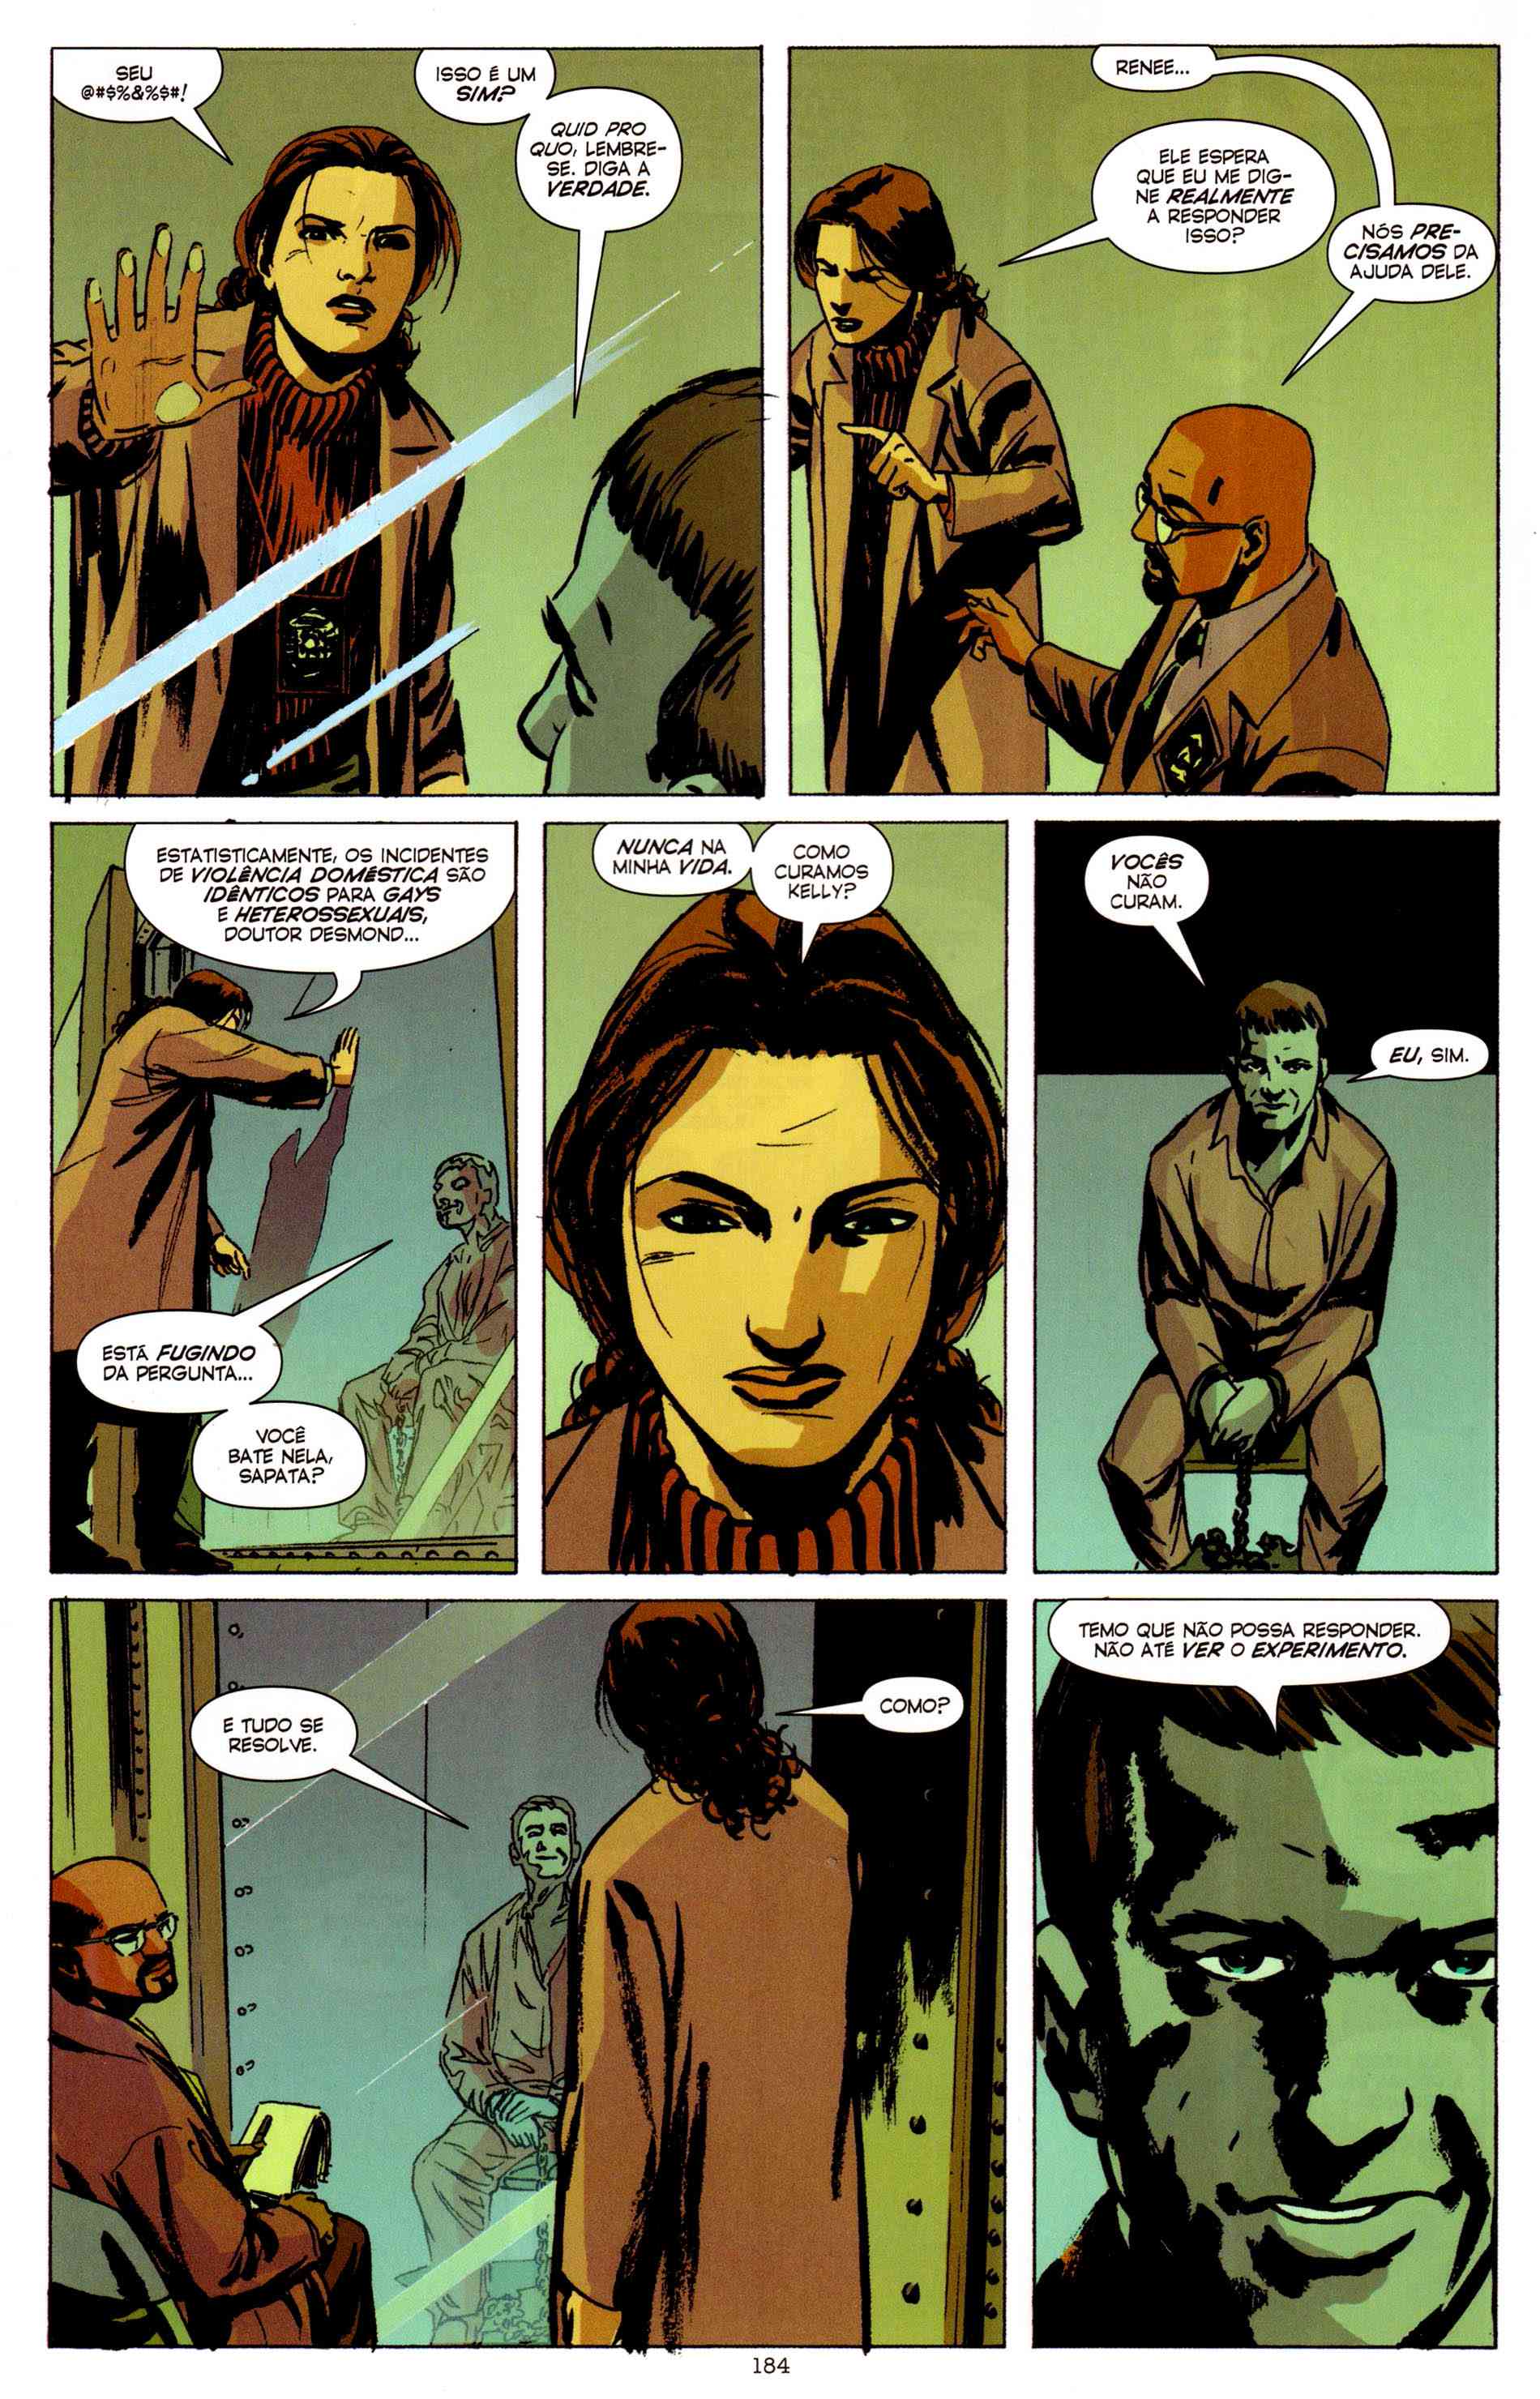 SEU
@#$%&%$#!
ISSO É UM
SIM?
QUID PRO
QUO, LEMBRE-
SE. DIGA A
VERDADE.
RENEE...
ELE ESPERA
QUE EU ME DIG-
NE REALMENTE
A RESPONDER
ISSO?
NÓS PRE-
CISAMOS DA
AJUDA DELE.
ESTATISTICAMENTE, OS INCIDENTES
DE VIOLÊNCIA DOMÉSTICA SÃO
IDÊNTICOS PARA GAYS
E HETEROSSEXUAIS,
DOUTOR DESMOND...
ESTÁ FUGINDO
DA PERGUNTA...
VOCÊ
BATE NELA,
SAPATA?
NUNCA NA
MINHA VIDA.
COMO
CURAMOS
KELLY?
VOCÊS
NÃO
CURAM.
EU, SIM.
E TUDO SE
RESOLVE.
COMO?
TEMO QUE NÃO POSSA RESPONDER.
NÃO ATÉ VER O EXPERIMENTO.
184